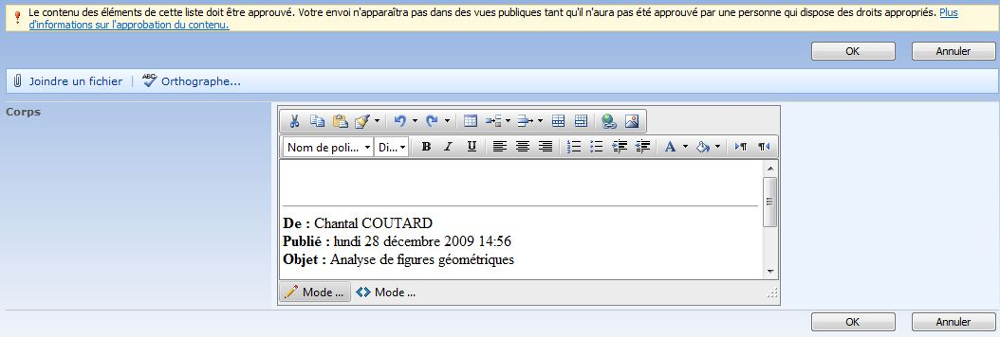 Le contenu des éléments de cette liste doit être approuvé. Votre envoi n'apparaîtra pas dans des vues publiques tant qu'il n'aura pas été approuvé par une personne qui dispose des droits appropriés. Plus
d'informations sur l'approbation du contenu.
OK Annuler
Joindre un fichier | ABC Orthographe...
Corps
Nom de poli... Di... B I U A
De : Chantal COUTARD
Publié : lundi 28 décembre 2009 14:56
Objet : Analyse de figures géométriques
Mode ... Mode ...
OK Annuler